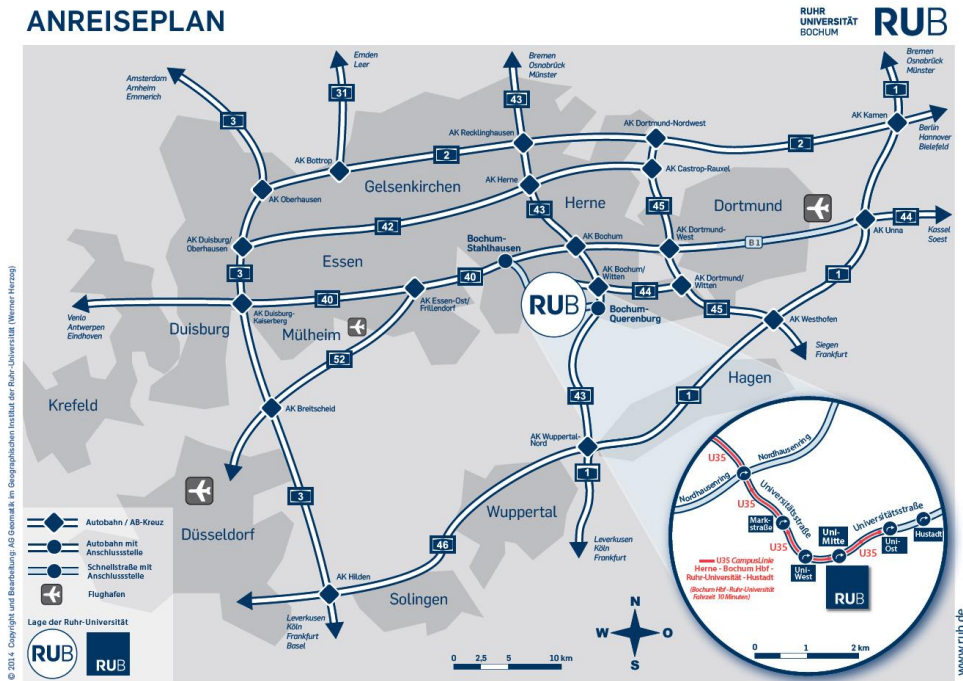 ANREISEPLAN
RUHR
UNIVERSITÄT
BOCHUM
RUB
Emden
Leer
Bremen
Osnabrück
Münster
Bremen
Osnabrück
Münster
Amsterdam
Arnheim
Emmerich
31
43
1
3
AK Recklinghausen
AK Dortmund-Nordwest
AK Kamen
Berlin
Hannover
Bielefeld
2
2
AK Bottrop
AK Oberhausen
Gelsenkirchen
AK Herne
AK Castrop-Rauxel
43
Herne
45
Dortmund
44
Kassel
Soest
42
AK Duisburg/
Oberhausen
Bochum-
Stahlhausen
AK Bochum
AK Dortmund-
West
B1
AK Unna
Essen
3
40
40
AK Bochum/
Witten
44
AK Dortmund/
Witten
1
45
Venlo
Antwerpen
Eindhoven
AK Duisburg-
Kaiserberg
AK Essen-Ost/
Frillendorf
RUB
Bochum-
Querenburg
AK Westhofen
Duisburg
Mülheim
52
Siegen
Frankfurt
Hagen
Krefeld
AK Breitscheid
43
1
AK Wuppertal-
Nord
1
3
Wuppertal
Düsseldorf
46
Leverkusen
Köln
Frankfurt
AK Hilden
Solingen
Leverkusen
Köln
Frankfurt
Basel
Autobahn / AB-Kreuz
Autobahn mit
Anschlussstelle
Schnellstraße mit
Anschlussstelle
Flughafen
Lage der Ruhr-Universität
RUB
RUB
N
W
O
S
0 2,5 5 10 km
U35
Nordhausenring
Nordhausenring
U35
Universitätsstraße
Mark-
straße
U35
Uni-
Mitte
Universitätsstraße
Uni-
West
U35
Uni-
Ost
Hustadt
RUB
U35 CampusLinie
Herne - Bochum Hbf -
Ruhr-Universität - Hustadt
(Bochum Hbf - Ruhr-Universität
Fahrzeit 10 Minuten)
0 1 2 km
www.rub.de
© 2014 Copyright und Bearbeitung: AG Geomatik im Geographischen Institut der Ruhr-Universität (Werner Herzog)